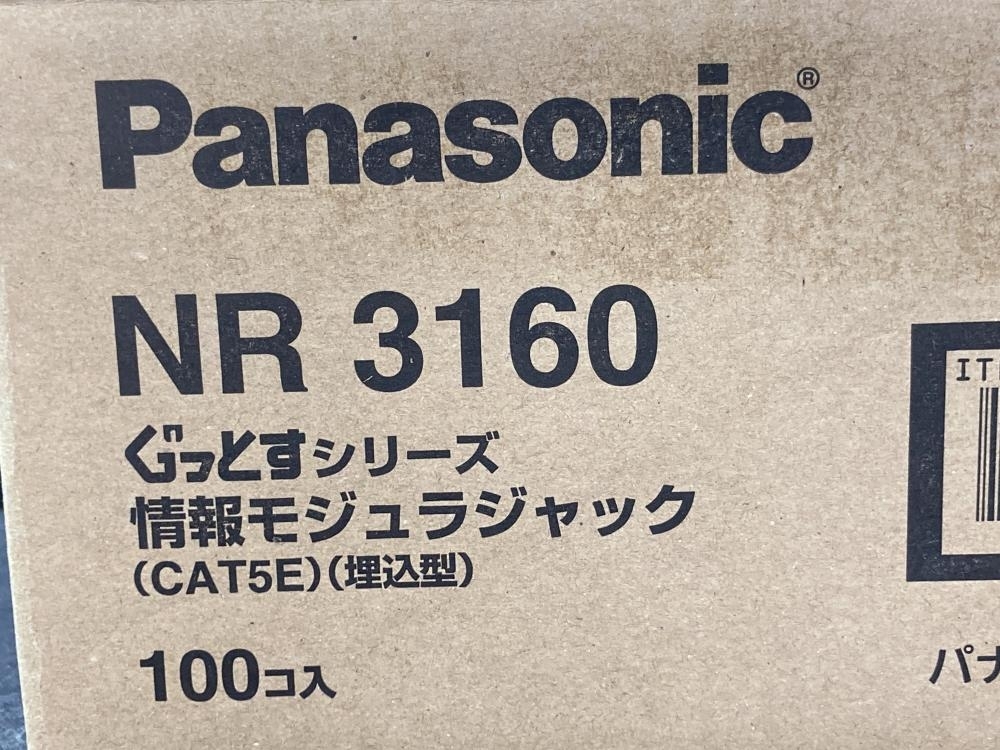 Panasonic®
NR 3160
ぐっとすシリーズ
情報モジュラジャック
(CAT5E)(埋込型)
100コ入